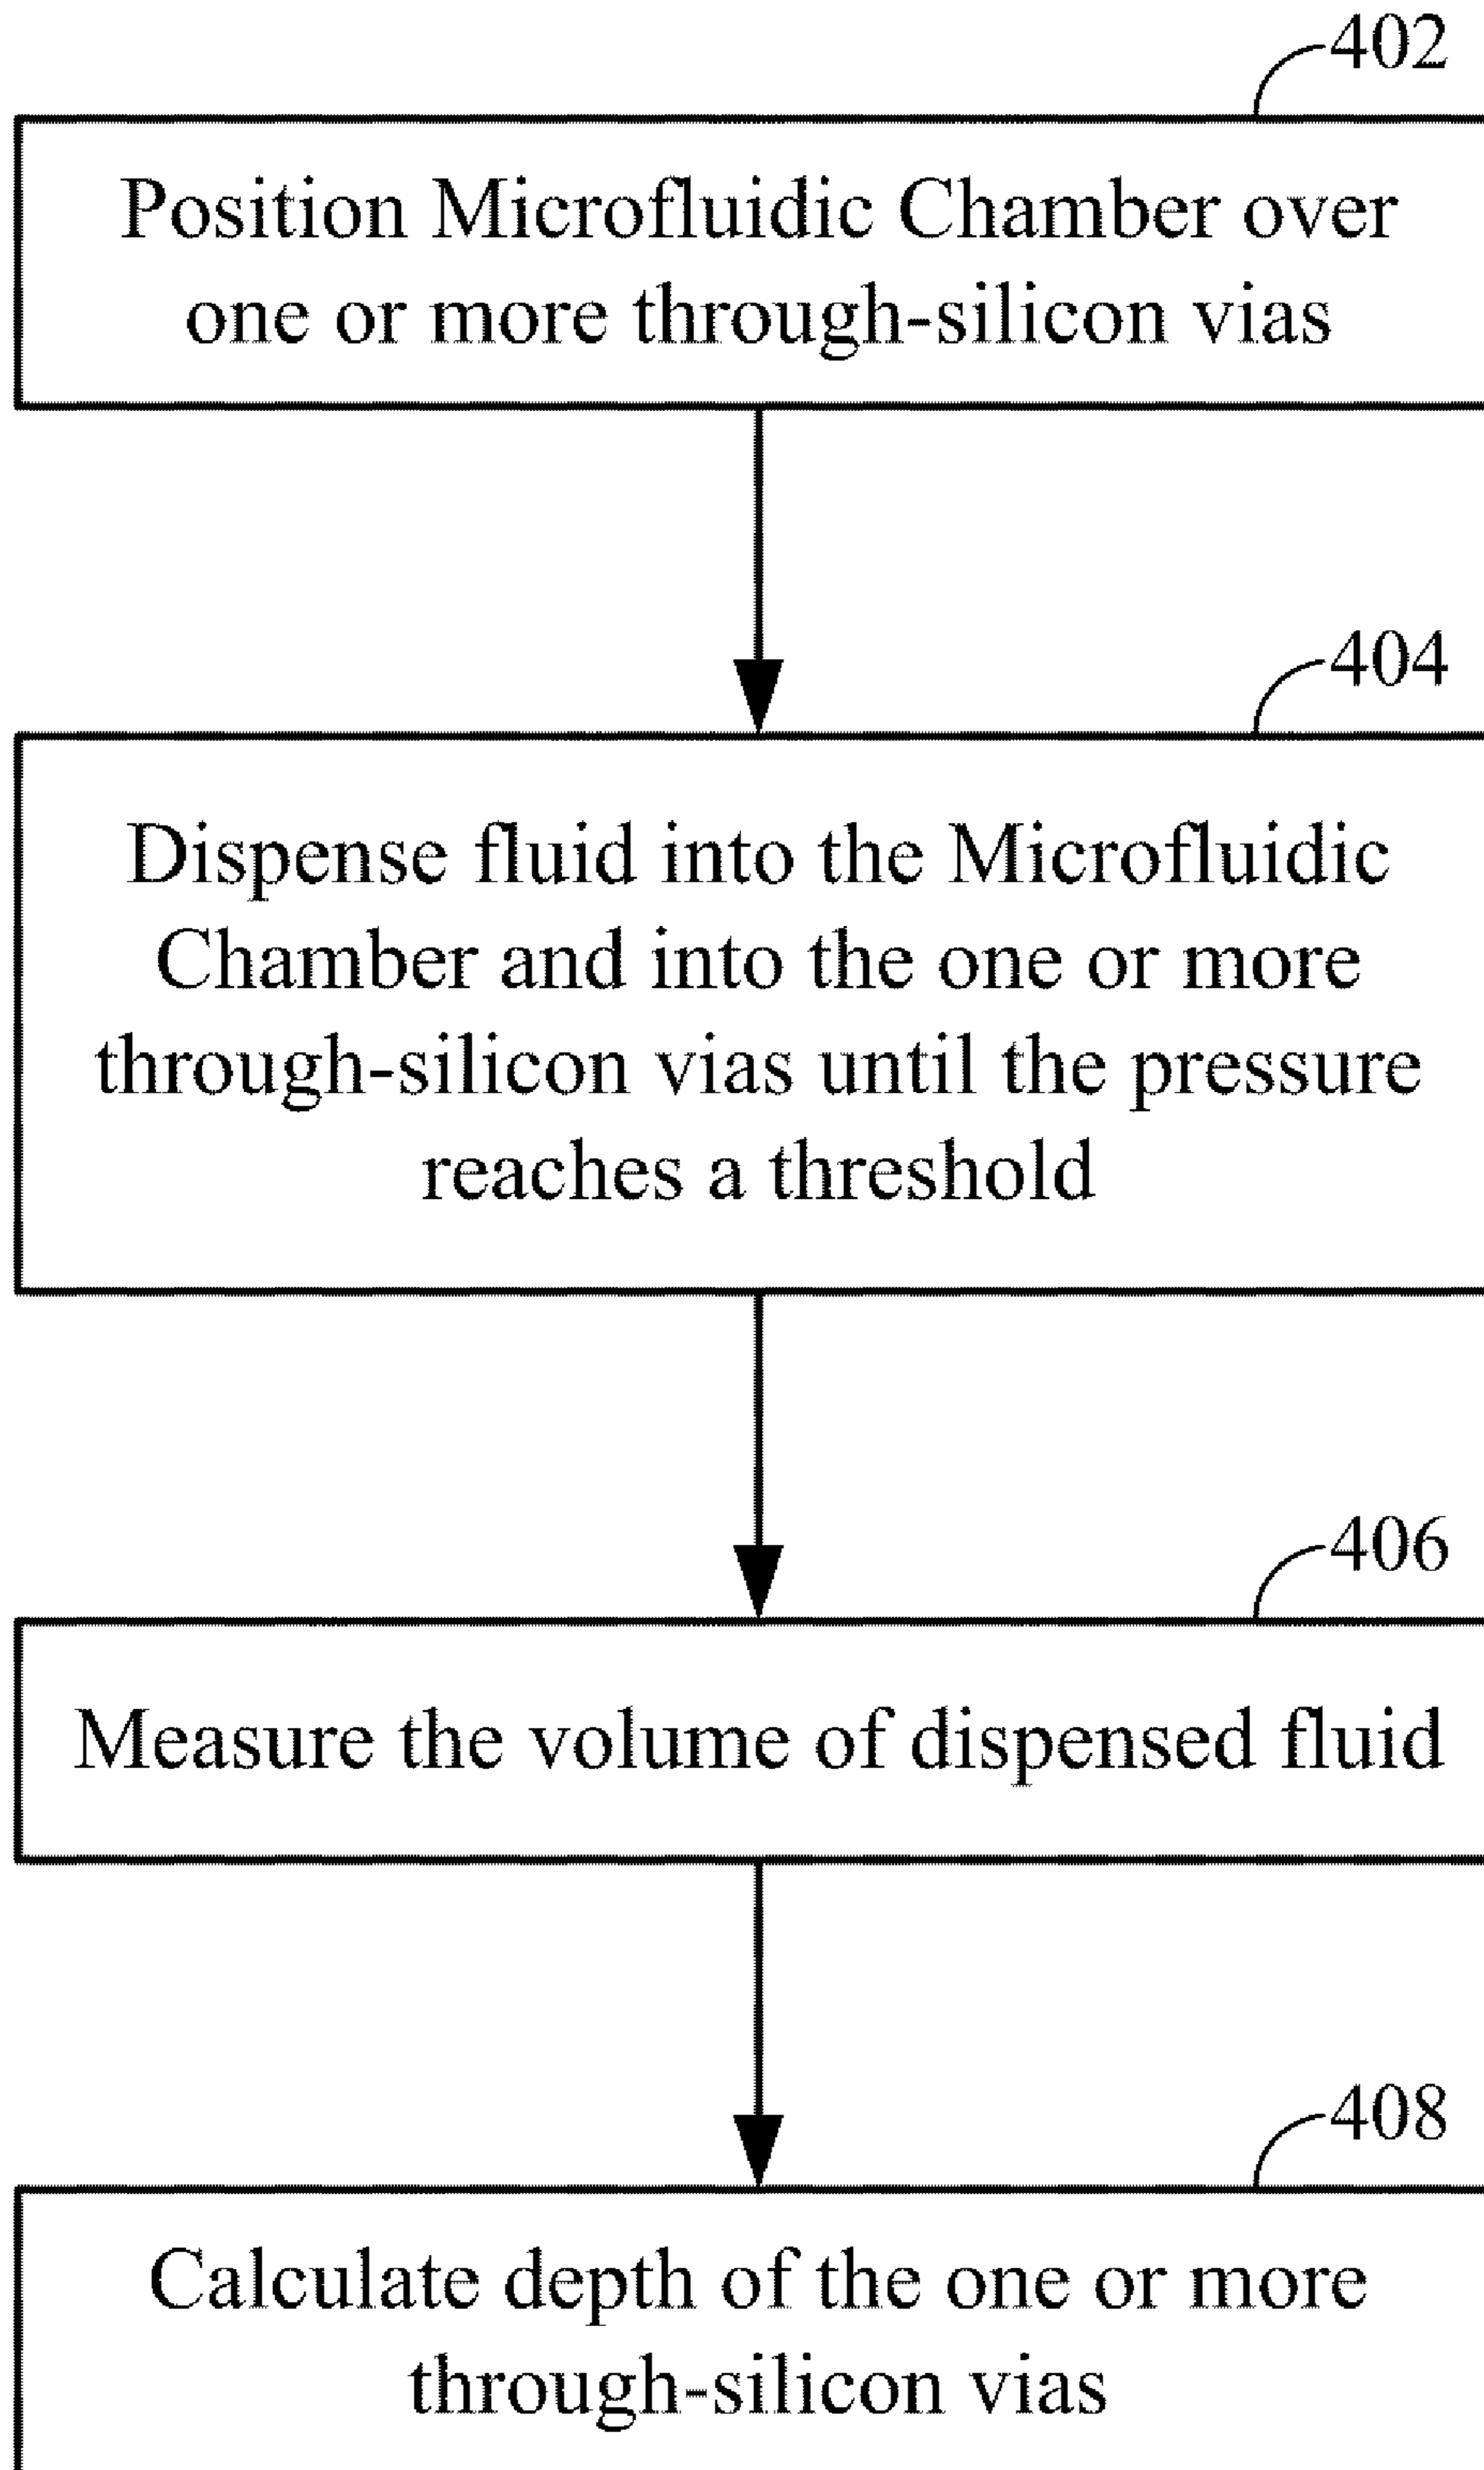 402
Position Microfluidic Chamber over
one or more through-silicon vias
404
Dispense fluid into the Microfluidic
Chamber and into the one or more
through-silicon vias until the pressure
reaches a threshold
406
Measure the volume of dispensed fluid
408
Calculate depth of the one or more
through-silicon vias